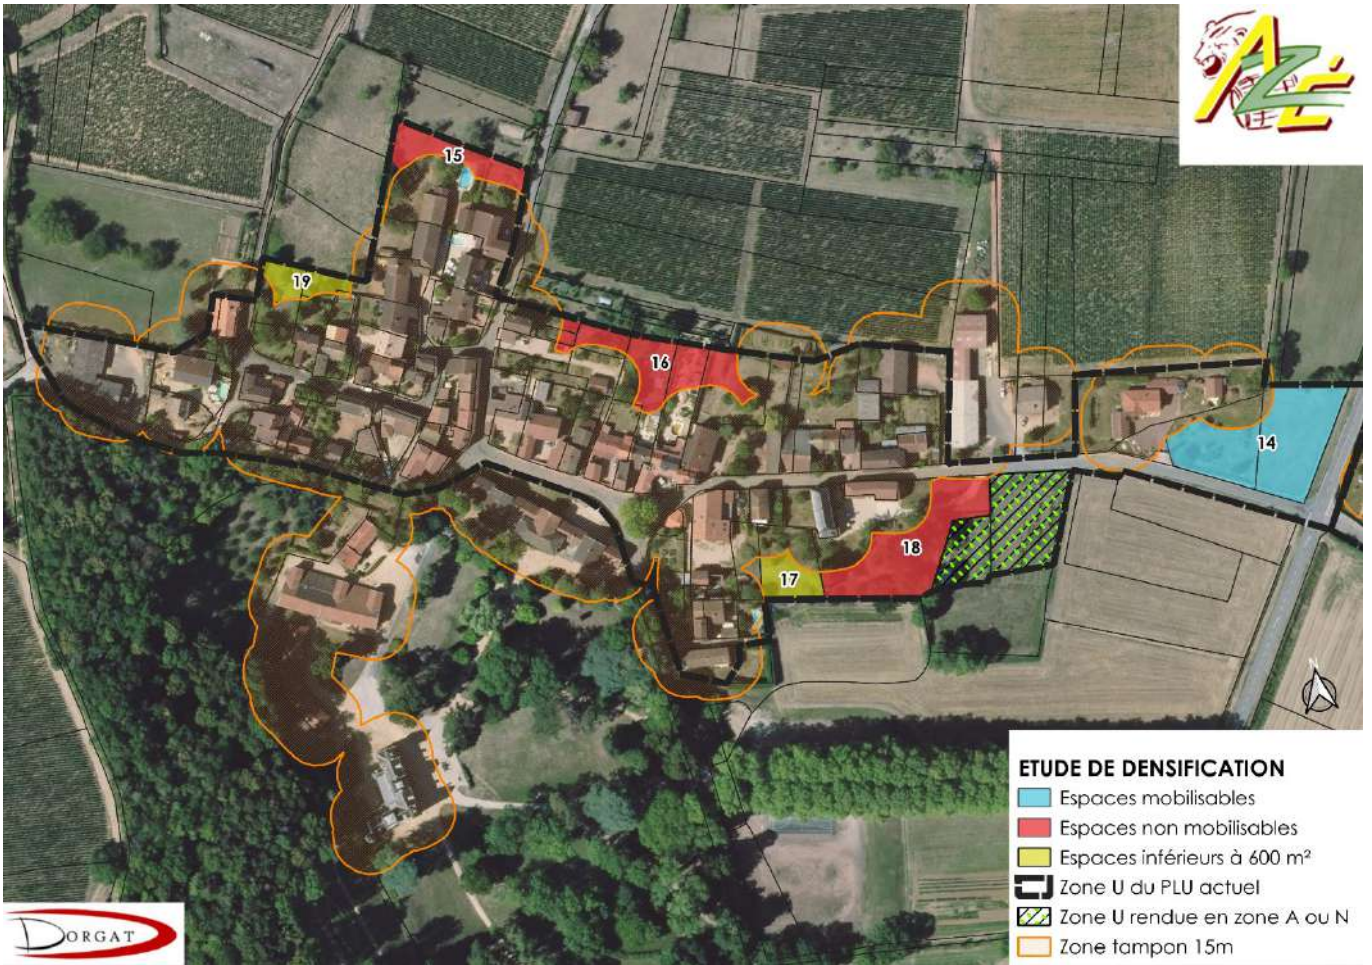 AZÉ
15
19
16
14
18
17
ETUDE DE DENSIFICATION
Espaces mobilisables
Espaces non mobilisables
Espaces inférieurs à 600 m²
Zone U du PLU actuel
Zone U rendue en zone A ou N
Zone tampon 15m
DORGAT